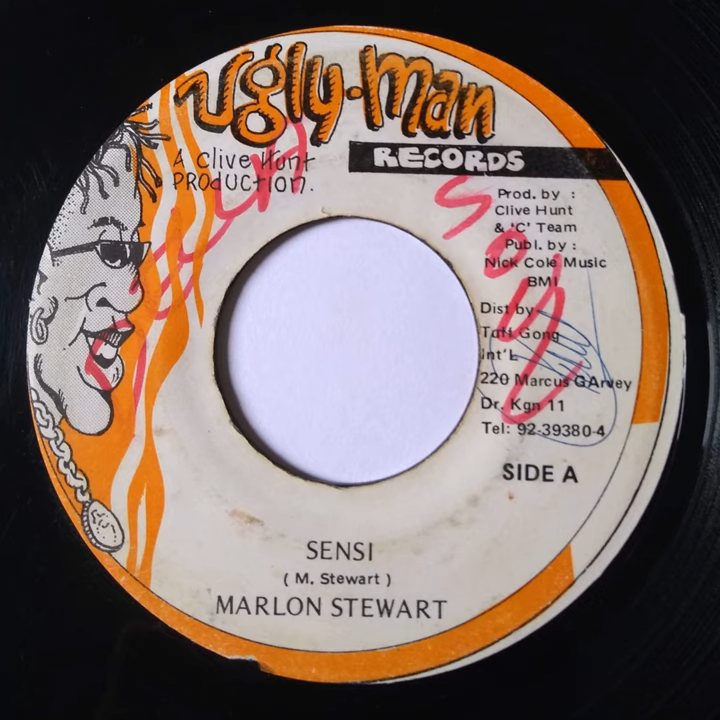 Ugly-Man
RECORDS
A Clive Hunt
PRODUCTION.
Prod. by :
Clive Hunt
& 'C' Team
Publ. by :
Nick Cole Music
BMI
Dist by
Tuff Gong
Int'L
220 Marcus GArvey
Dr. Kgn 11
Tel: 92-39380-4
SIDE A
SENSI
( M. Stewart )
MARLON STEWART